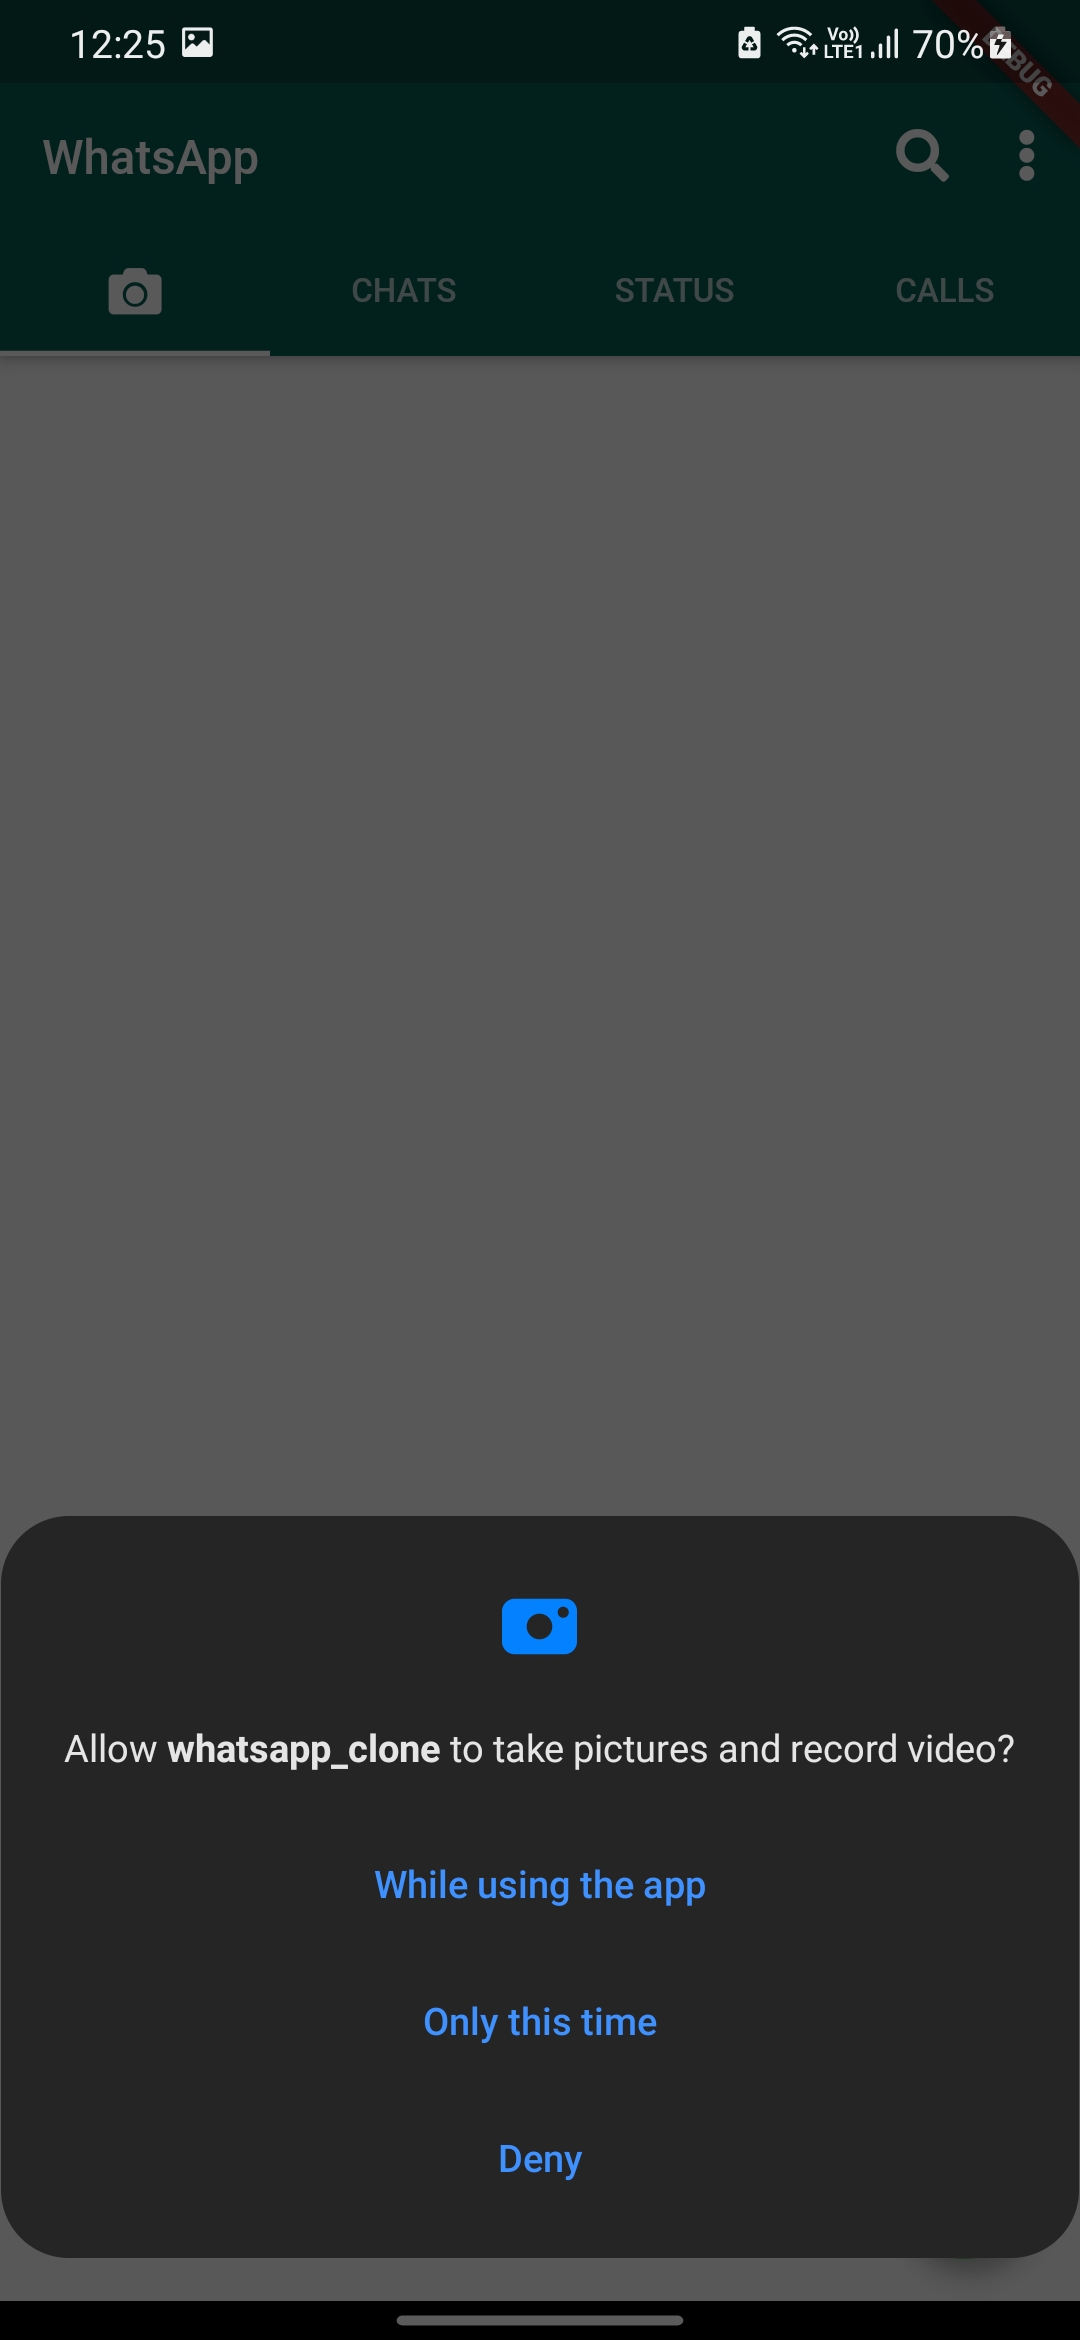 12:25 Vo)) LTE1 70%
DEBUG
WhatsApp
CHATS STATUS CALLS
Allow whatsapp_clone to take pictures and record video?
While using the app
Only this time
Deny